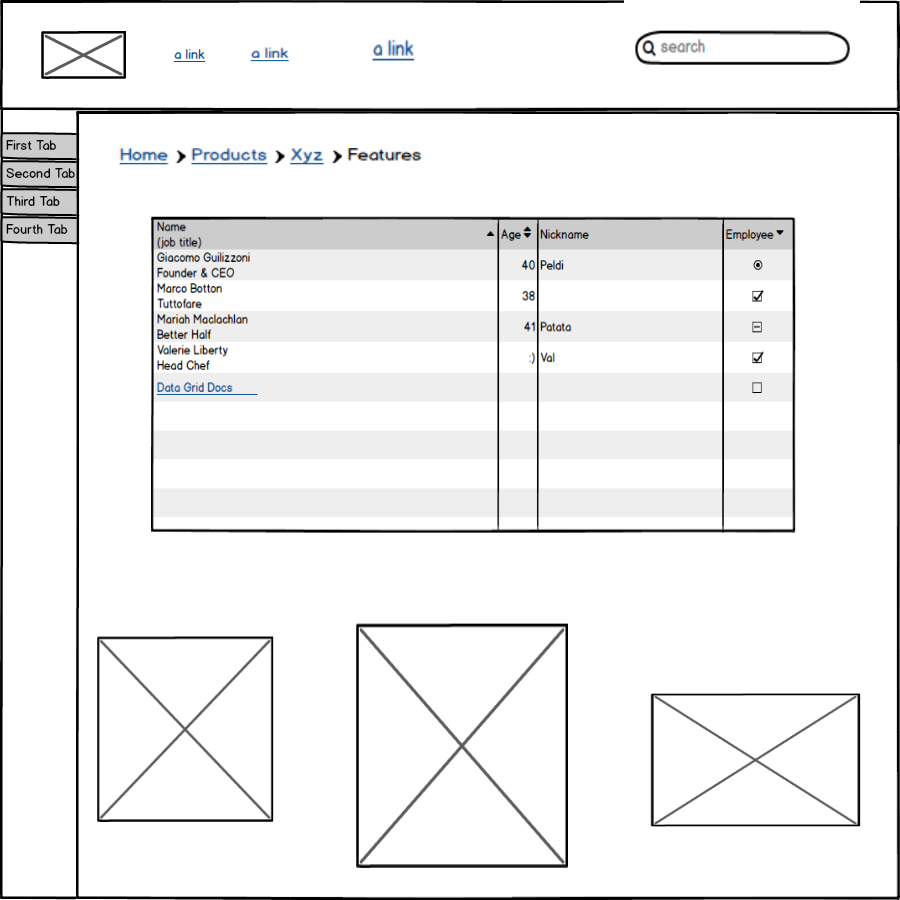 a link a link a link search
First Tab
Second Tab
Third Tab
Fourth Tab
Home Products Xyz Features
Name
(job title) Age Nickname Employee
Giacomo Guilizzoni
Founder & CEO 40 Peldi
Marco Botton
Tuttofare 38
Mariah Maclachlan
Better Half 41 Patata
Valerie Liberty
Head Chef :) Val
Data Grid Docs